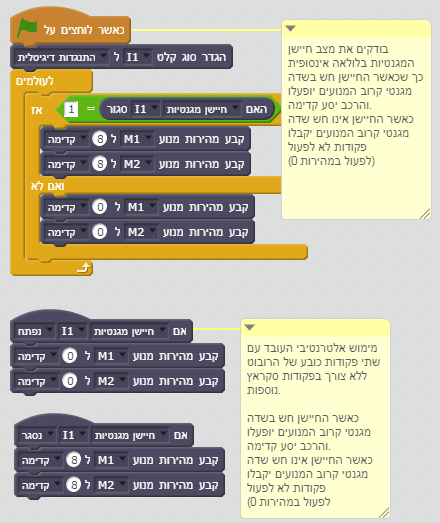 כאשר לוחצים על
הגדר סוג קלט I1 ל התנגדות דיגיטלית
לעולמים
האם חיישן מגנטיות I1 סגור = 1
אז
קבע מהירות מנוע M1 ל 8 קדימה
קבע מהירות מנוע M2 ל 8 קדימה
ואם לא
קבע מהירות מנוע M1 ל 0 קדימה
קבע מהירות מנוע M2 ל 0 קדימה
בודקים את מצב חיישן
המגנטיות בלולאה אינסופית
כך שכאשר החיישן חש בשדה
מגנטי קרוב המנועים יופעלו
והרכב יסע קדימה.
כאשר החיישן אינו חש שדה
מגנטי קרוב המנועים יקבלו
פקודות לא לפעול
(לפעול במהירות 0)
אם חיישן מגנטיות I1 נפתח
קבע מהירות מנוע M1 ל 0 קדימה
קבע מהירות מנוע M2 ל 0 קדימה
אם חיישן מגנטיות I1 נסגר
קבע מהירות מנוע M1 ל 8 קדימה
קבע מהירות מנוע M2 ל 8 קדימה
מימוש אלטרנטיבי העובד עם
שתי פקודות כובע של הרובוט
ללא צורך בפקודות סקראץ
נוספות.
כאשר החיישן חש בשדה
מגנטי קרוב המנועים יופעלו
והרכב יסע קדימה.
כאשר החיישן אינו חש שדה
מגנטי קרוב המנועים יקבלו
פקודות לא לפעול
לפעול במהירות 0)